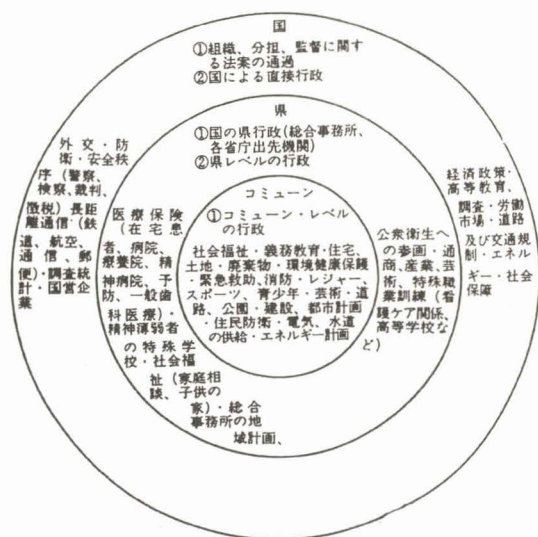 国
①組織、分担、監督に関す
る法案の通過
②国による直接行政
県
①国の県行政(総合事務所、
各省庁出先機関)
②県レベルの行政
コミューン
①コミューン・レベル
の行政
社会福祉・義務教育・住宅、
土地・廃棄物・環境健康保護
・緊急救助、消防・レジャー、
スポーツ、青少年・芸術・道
路、公園・建設、都市計画
・住民防衛・電気、水道
の供給・エネルギー計画
外交・防
衛・安全秩
序(警察、
検察、裁判、
徴税)長距
離通信・(鉄
道、航空、
通信、郵
便)・調査統
計・国営企
業
医療保険
(在宅患
者、病院、
療養院、精
神病院、予
防、一般歯
科医療)・
精神薄弱者
の特殊学
校・社会福
祉(家庭相
談、子供の
家)・総合
事務所の地
域計画、
公衆衛生へ
の参画・通
商、産業、芸
術、特殊職
業訓練(看
護ケア関係、
高等学校な
ど)
経済政策・
高等教育、
調査・労働
市場・道路
及び交通規
制・エネル
ギー・社会
保障